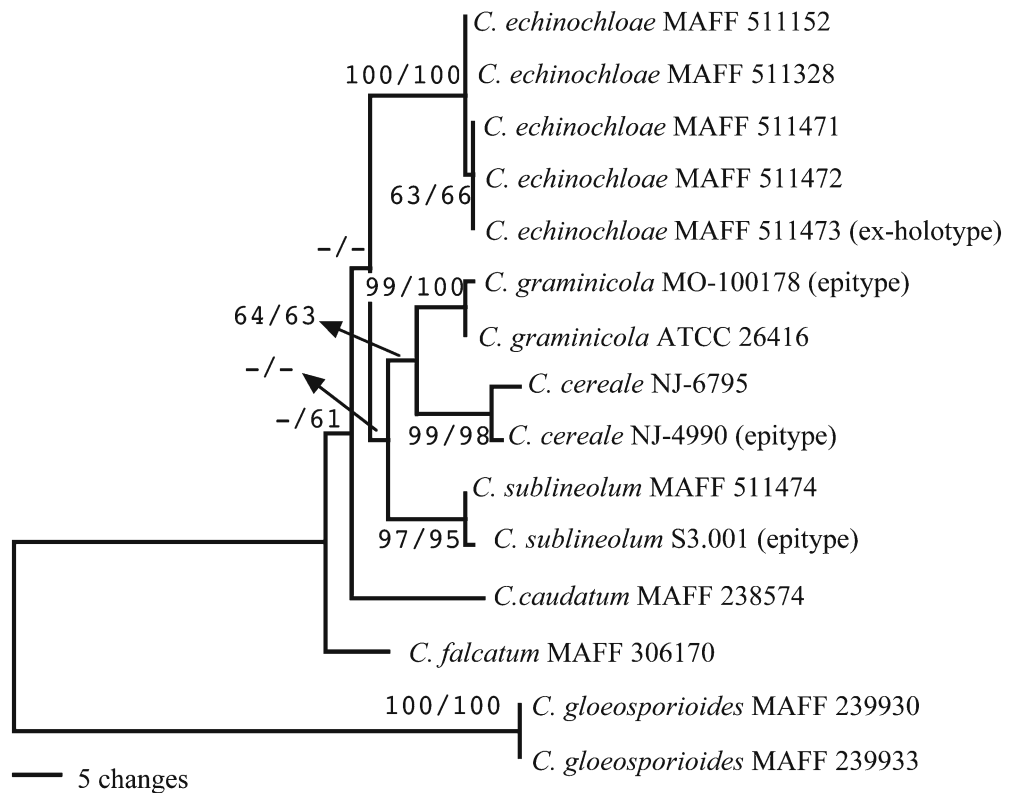 C. echinochloae MAFF 511152
100/100
C. echinochloae MAFF 511328
C. echinochloae MAFF 511471
C. echinochloae MAFF 511472
63/66
C. echinochloae MAFF 511473 (ex-holotype)
-/-
99/100
C. graminicola MO-100178 (epitype)
64/63
C. graminicola ATCC 26416
-/-
C. cereale NJ-6795
-/61
99/98
C. cereale NJ-4990 (epitype)
C. sublineolum MAFF 511474
97/95
C. sublineolum S3.001 (epitype)
C.caudatum MAFF 238574
C. falcatum MAFF 306170
100/100
C. gloeosporioides MAFF 239930
C. gloeosporioides MAFF 239933
5 changes